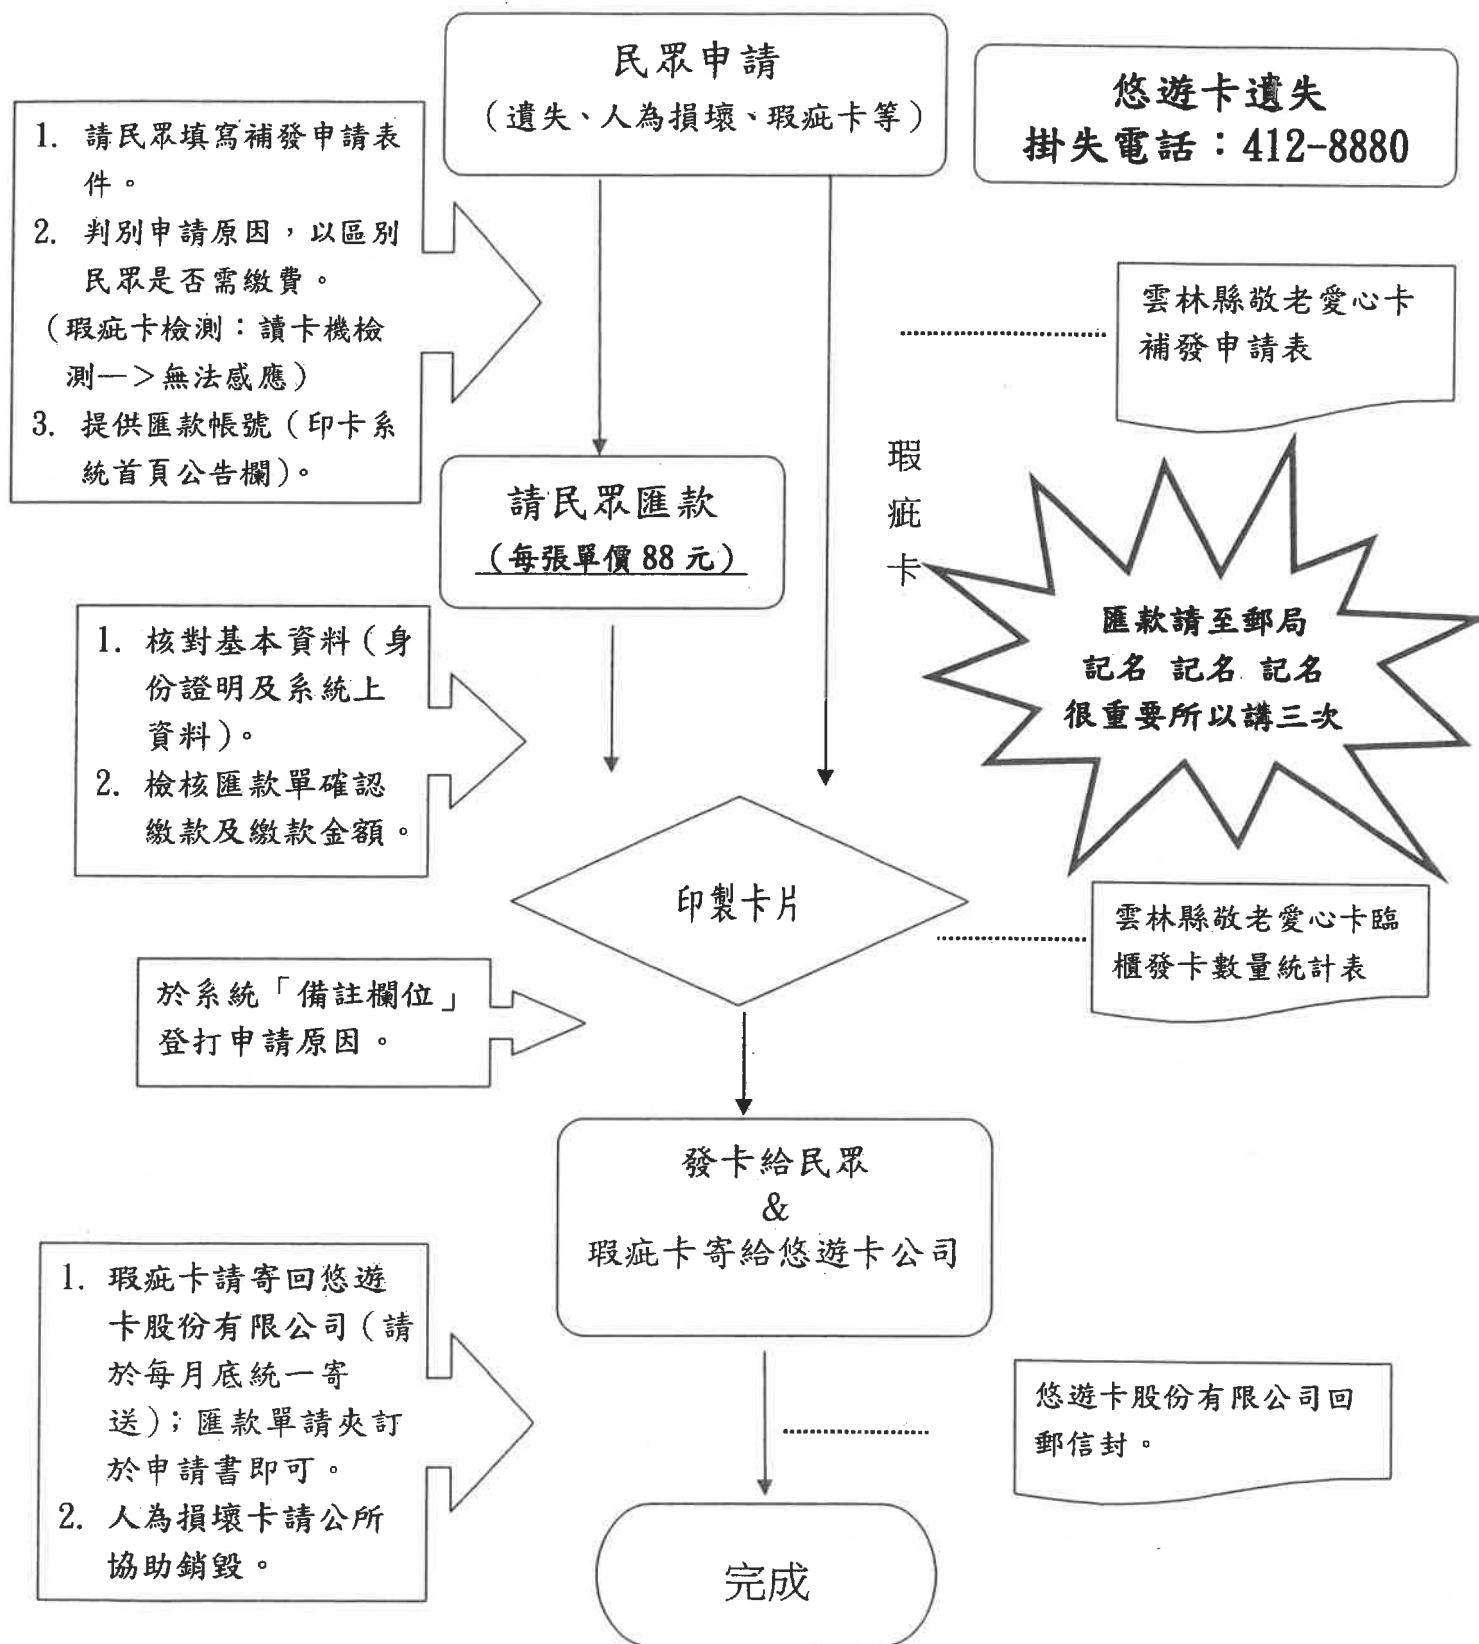 民眾申請
(遺失、人為損壞、瑕疵卡等)
悠遊卡遺失
掛失電話：412-8880
1. 請民眾填寫補發申請表
件。
2. 判別申請原因，以區別
民眾是否需繳費。
(瑕疵卡檢測：讀卡機檢
測—>無法感應)
3. 提供匯款帳號(印卡系
統首頁公告欄)。
雲林縣敬老愛心卡
補發申請表
請民眾匯款
(每張單價 88 元)
瑕
疵
卡
匯款請至郵局
記名 記名 記名
很重要所以講三次
1. 核對基本資料(身
份證明及系統上
資料)。
2. 檢核匯款單確認
繳款及繳款金額。
印製卡片
雲林縣敬老愛心卡臨
櫃發卡數量統計表
於系統「備註欄位」
登打申請原因。
發卡給民眾
&
瑕疵卡寄給悠遊卡公司
1. 瑕疵卡請寄回悠遊
卡股份有限公司(請
於每月底統一寄
送)；匯款單請夾訂
於申請書即可。
2. 人為損壞卡請公所
協助銷毀。
悠遊卡股份有限公司回
郵信封。
完成